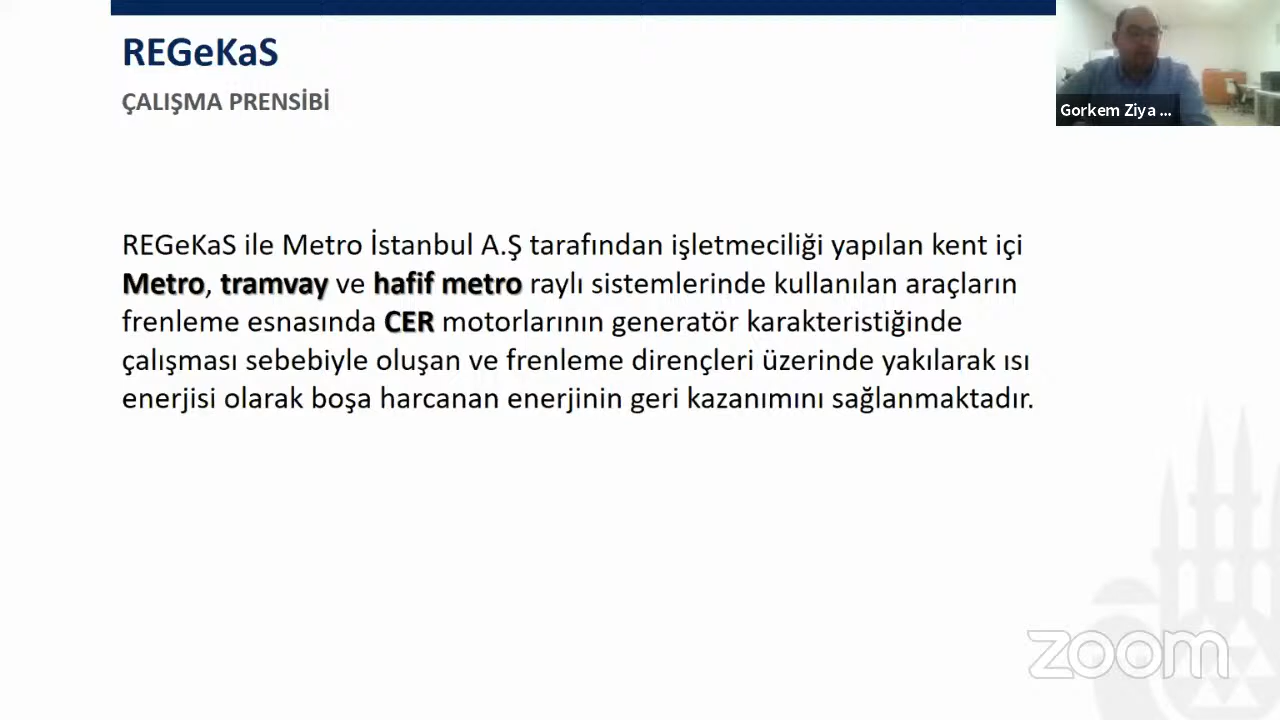 REGeKaS
ÇALIŞMA PRENSİBİ
Gorkem Ziya ...
REGeKaS ile Metro İstanbul A.Ş tarafından işletmeciliği yapılan kent içi
Metro, tramvay ve hafif metro raylı sistemlerinde kullanılan araçların
frenleme esnasında CER motorlarının generatör karakteristiğinde
çalışması sebebiyle oluşan ve frenleme dirençleri üzerinde yakılarak ısı
enerjisi olarak boşa harcanan enerjinin geri kazanımını sağlanmaktadır.
zoom